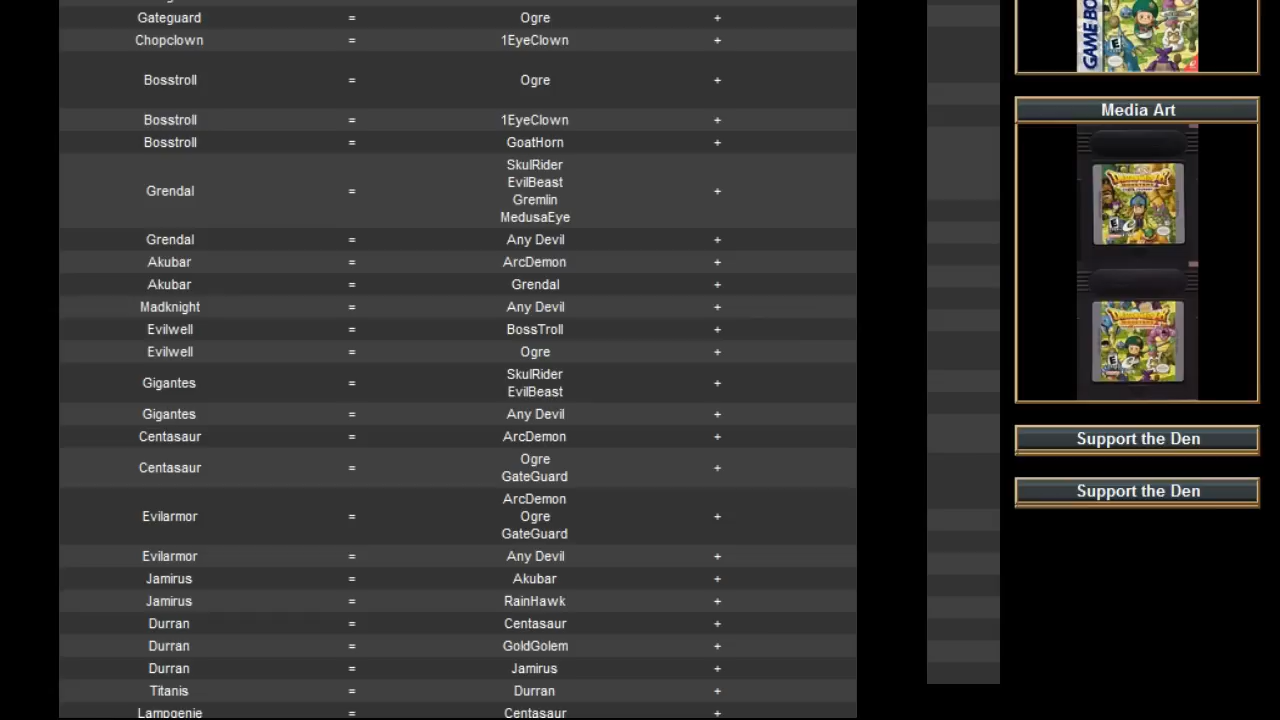 Gateguard = Ogre +
Chopclown = 1EyeClown +
Bosstroll = Ogre +
Bosstroll = 1EyeClown +
Bosstroll = GoatHorn +
SkulRider
EvilBeast
Grendal = Gremlin +
MedusaEye
Grendal = Any Devil +
Akubar = ArcDemon +
Akubar = Grendal +
Madknight = Any Devil +
Evilwell = BossTroll +
Evilwell = Ogre +
SkulRider
Gigantes = +
EvilBeast
Gigantes = Any Devil +
Centasaur = ArcDemon +
Ogre
Centasaur = +
GateGuard
ArcDemon
Evilarmor = Ogre +
GateGuard
Evilarmor = Any Devil +
Jamirus = Akubar +
Jamirus = RainHawk +
Durran = Centasaur +
Durran = GoldGolem +
Durran = Jamirus +
Titanis = Durran +
Lampgenie = Centasaur +
GAME BO
Media Art
Support the Den
Support the Den